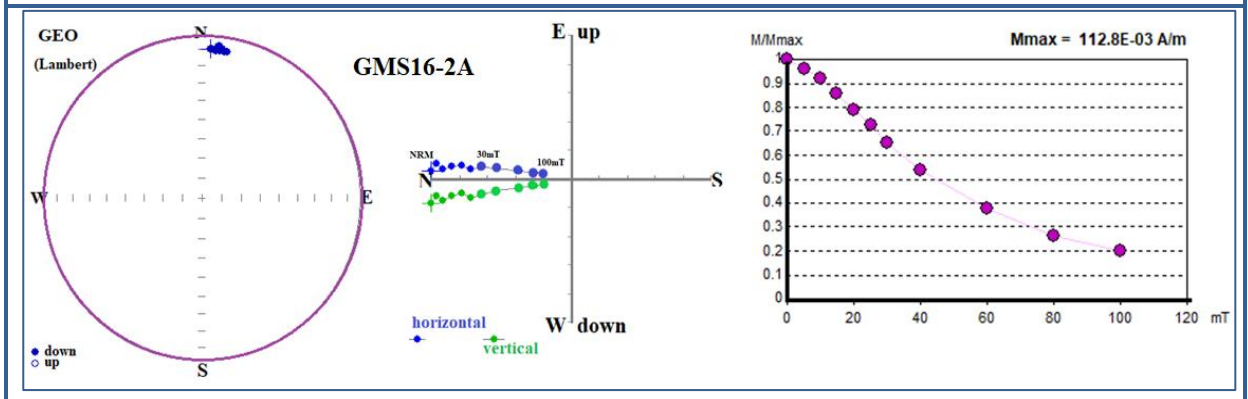 GEO
(Lambert)
N
W
E
S
down
up
GMS16-2A
E up
NRM
30mT
100mT
N
S
W down
horizontal
vertical
M/Mmax
Mmax = 112.8E-03 A/m
1
0.9
0.8
0.7
0.6
0.5
0.4
0.3
0.2
0.1
0
0 20 40 60 80 100 120 mT